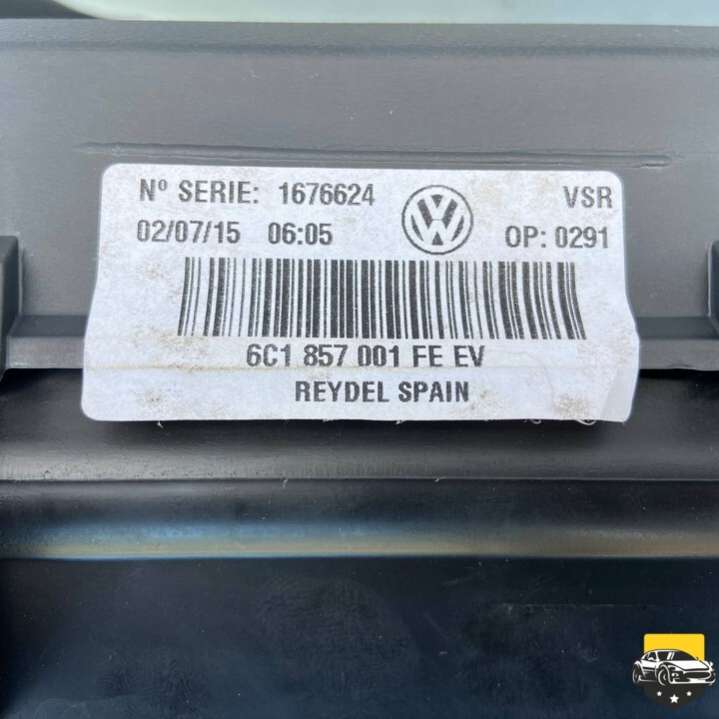 Nº SERIE: 1676624 VSR
02/07/15 06:05 OP: 0291
6C1 857 001 FE EV
REYDEL SPAIN